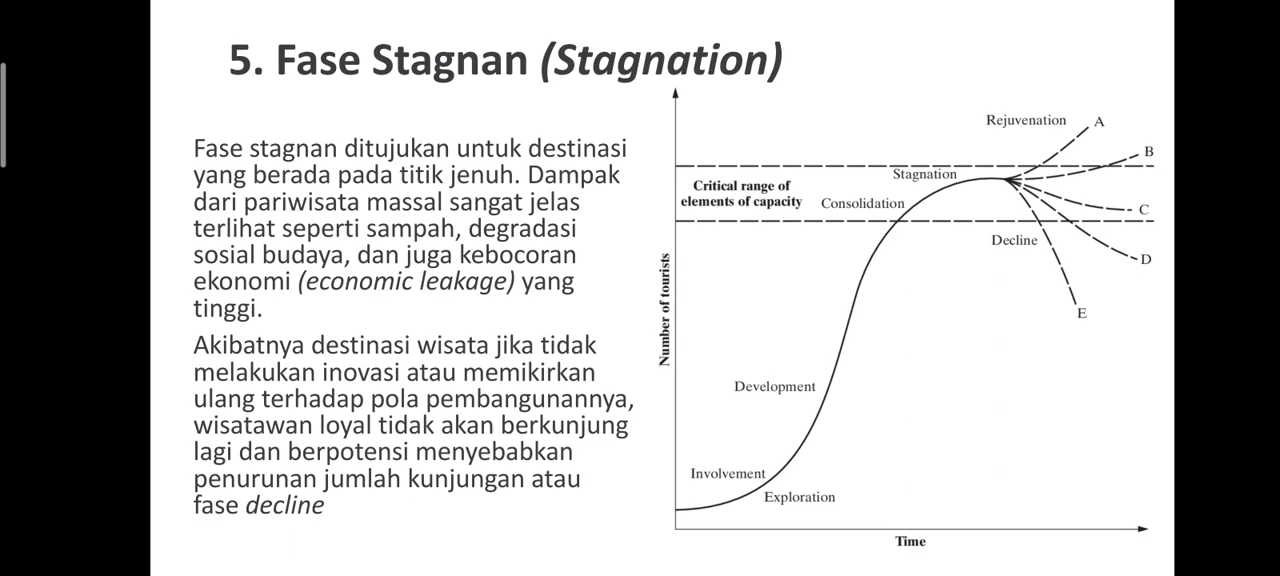 5. Fase Stagnan (Stagnation)
Fase stagnan ditujukan untuk destinasi
yang berada pada titik jenuh. Dampak
dari pariwisata massal sangat jelas
terlihat seperti sampah, degradasi
sosial budaya, dan juga kebocoran
ekonomi (economic leakage) yang
tinggi.
Akibatnya destinasi wisata jika tidak
melakukan inovasi atau memikirkan
ulang terhadap pola pembangunannya,
wisatawan loyal tidak akan berkunjung
lagi dan berpotensi menyebabkan
penurunan jumlah kunjungan atau
fase decline
Rejuvenation
A
B
Stagnation
Critical range of
elements of capacity
Consolidation
C
Decline
D
E
Number of tourists
Development
Involvement
Exploration
Time